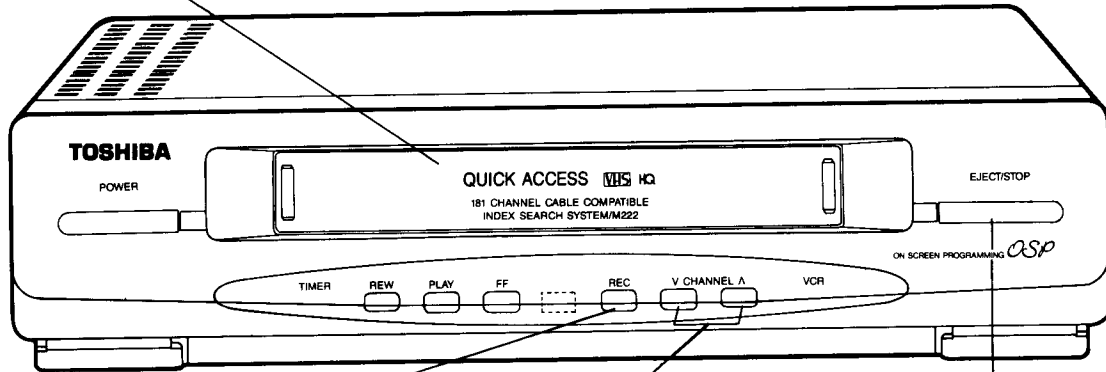 TOSHIBA
POWER
QUICK ACCESS VHS HQ
181 CHANNEL CABLE COMPATIBLE
INDEX SEARCH SYSTEM/M222
EJECT/STOP
ON SCREEN PROGRAMMING OSP
TIMER REW PLAY FF REC V CHANNEL Λ VCR